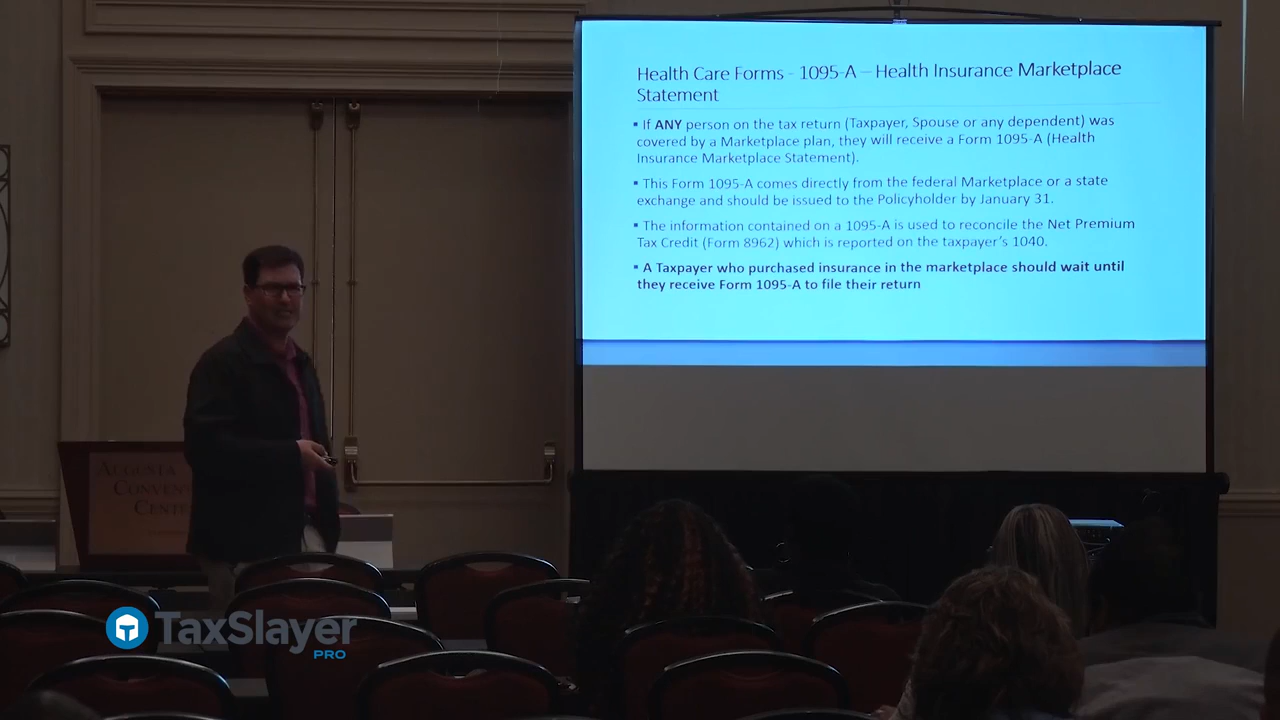 Health Care Forms - 1095-A – Health Insurance Marketplace
Statement
▪ If ANY person on the tax return (Taxpayer, Spouse or any dependent) was
covered by a Marketplace plan, they will receive a Form 1095-A (Health
Insurance Marketplace Statement).
▪ This Form 1095-A comes directly from the federal Marketplace or a state
exchange and should be issued to the Policyholder by January 31.
▪ The information contained on a 1095-A is used to reconcile the Net Premium
Tax Credit (Form 8962) which is reported on the taxpayer's 1040.
▪ A Taxpayer who purchased insurance in the marketplace should wait until
they receive Form 1095-A to file their return
AUGUSTA
CONVENT
CENTE
TaxSlayer
PRO